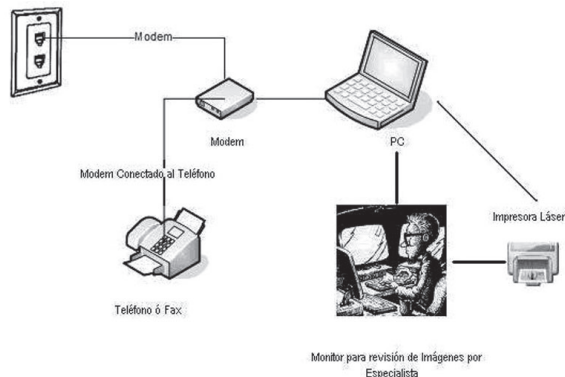 Modem
Modem
PC
Modem Conectado al Teléfono
Impresora Láser
Teléfono ó Fax
Monitor para revisión de Imágenes por
Especialista